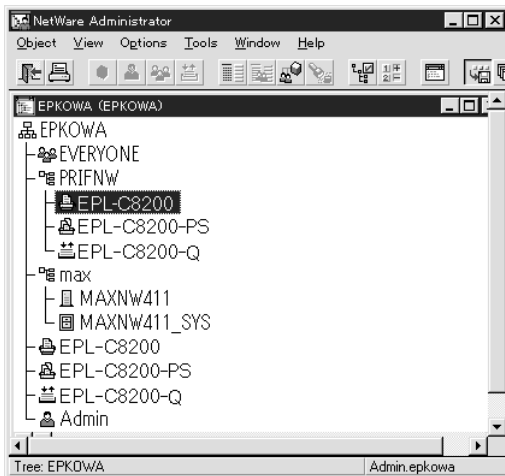 NetWare Administrator
Object View Options Tools Window Help
EPKOWA (EPKOWA)
EPKOWA
EVERYONE
PRIFNW
EPL-C8200
EPL-C8200-PS
EPL-C8200-Q
max
MAXNW411
MAXNW411_SYS
EPL-C8200
EPL-C8200-PS
EPL-C8200-Q
Admin
Tree: EPKOWA Admin.epkowa